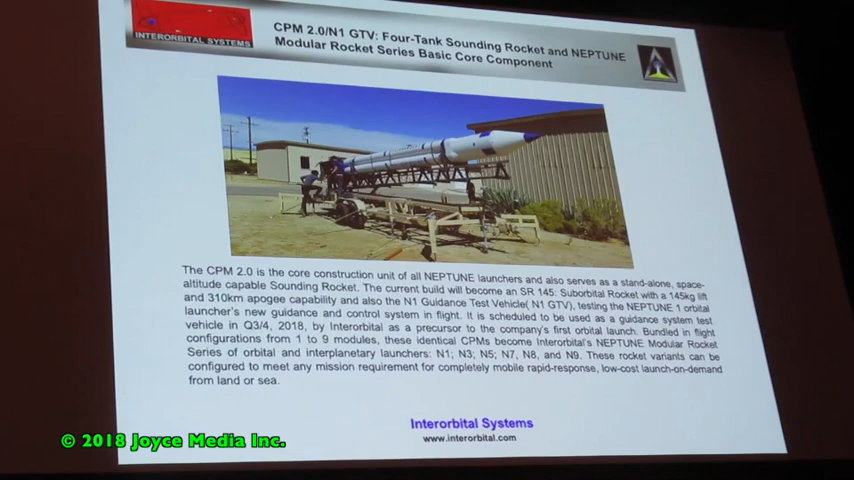 INTERORBITAL SYSTEMS
CPM 2.0/N1 GTV: Four-Tank Sounding Rocket and NEPTUNE
Modular Rocket Series Basic Core Component
The CPM 2.0 is the core construction unit of all NEPTUNE launchers and also serves as a stand-alone, space-
altitude capable Sounding Rocket. The current build will become an SR 145: Suborbital Rocket with a 145kg lift
and 310km apogee capability and also the N1 Guidance Test Vehicle( N1 GTV), testing the NEPTUNE 1 orbital
launcher's new guidance and control system in flight. It is scheduled to be used as a guidance system test
vehicle in Q3/4, 2018, by Interorbital as a precursor to the company's first orbital launch. Bundled in flight
configurations from 1 to 9 modules, these identical CPMs become Interorbital's NEPTUNE Modular Rocket
Series of orbital and interplanetary launchers: N1; N3; N5; N7, N8, and N9. These rocket variants can be
configured to meet any mission requirement for completely mobile rapid-response, low-cost launch-on-demand
from land or sea.
Interorbital Systems
www.interorbital.com
© 2018 Joyce Media Inc.